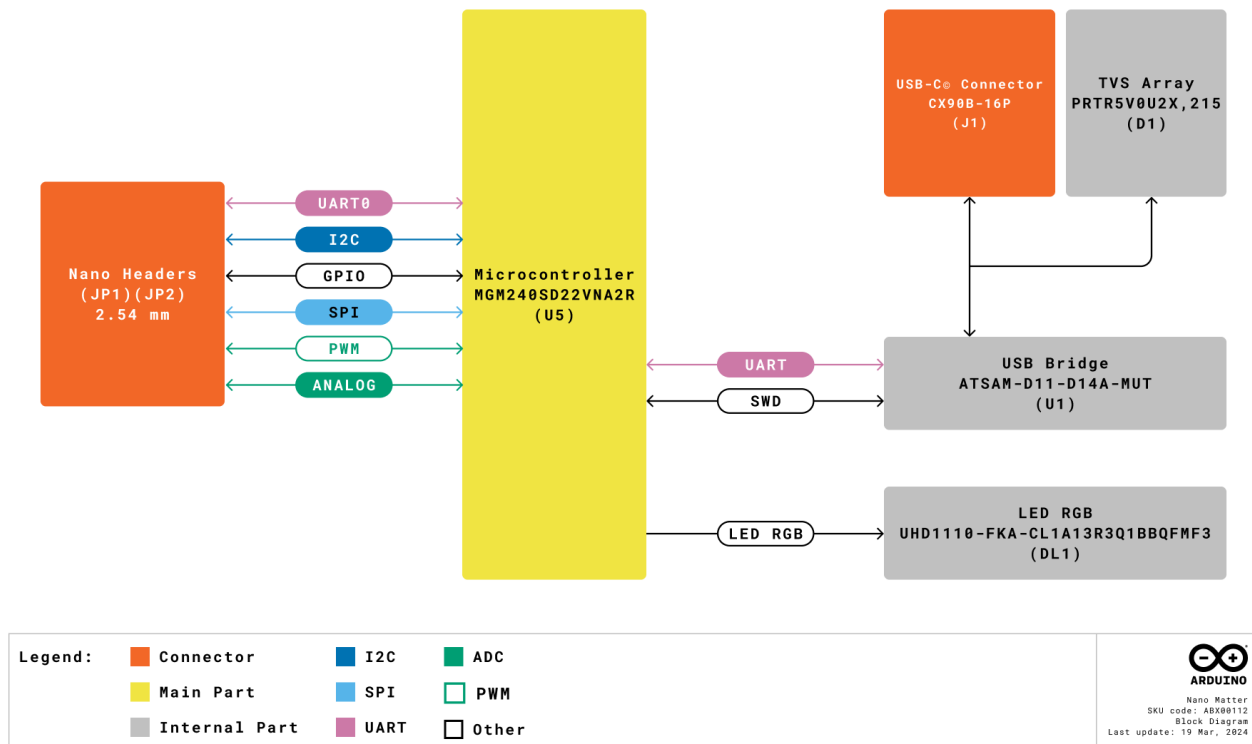 USB-C® Connector
CX90B-16P
(J1)
TVS Array
PRTR5V0U2X,215
(D1)
Nano Headers
(JP1)(JP2)
2.54 mm
UART0
I2C
GPIO
SPI
PWM
ANALOG
Microcontroller
MGM240SD22VNA2R
(U5)
UART
SWD
USB Bridge
ATSAM-D11-D14A-MUT
(U1)
LED RGB
LED RGB
UHD1110-FKA-CL1A13R3Q1BBQFMF3
(DL1)
Legend:
Connector
Main Part
Internal Part
I2C
SPI
UART
ADC
PWM
Other
ARDUINO
Nano Matter
SKU code: ABX00112
Block Diagram
Last update: 19 Mar, 2024